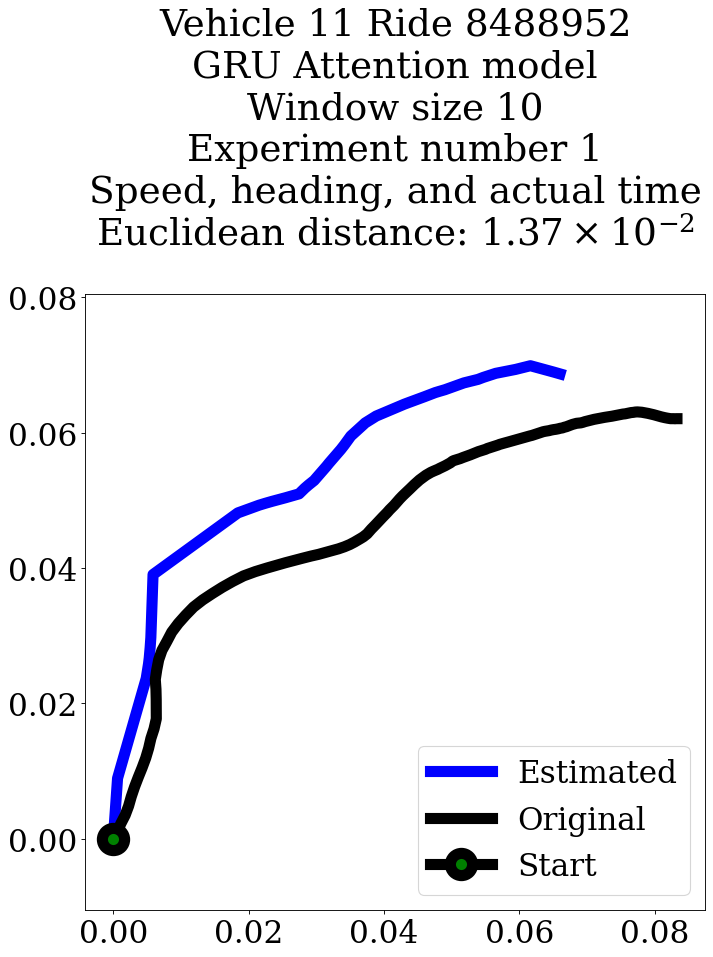 Vehicle 11 Ride 8488952
GRU Attention model
Window size 10
Experiment number 1
Speed, heading, and actual time
Euclidean distance: 1.37 × 10⁻²
0.08
0.06
0.04
0.02
0.00
Estimated
Original
Start
0.00 0.02 0.04 0.06 0.08